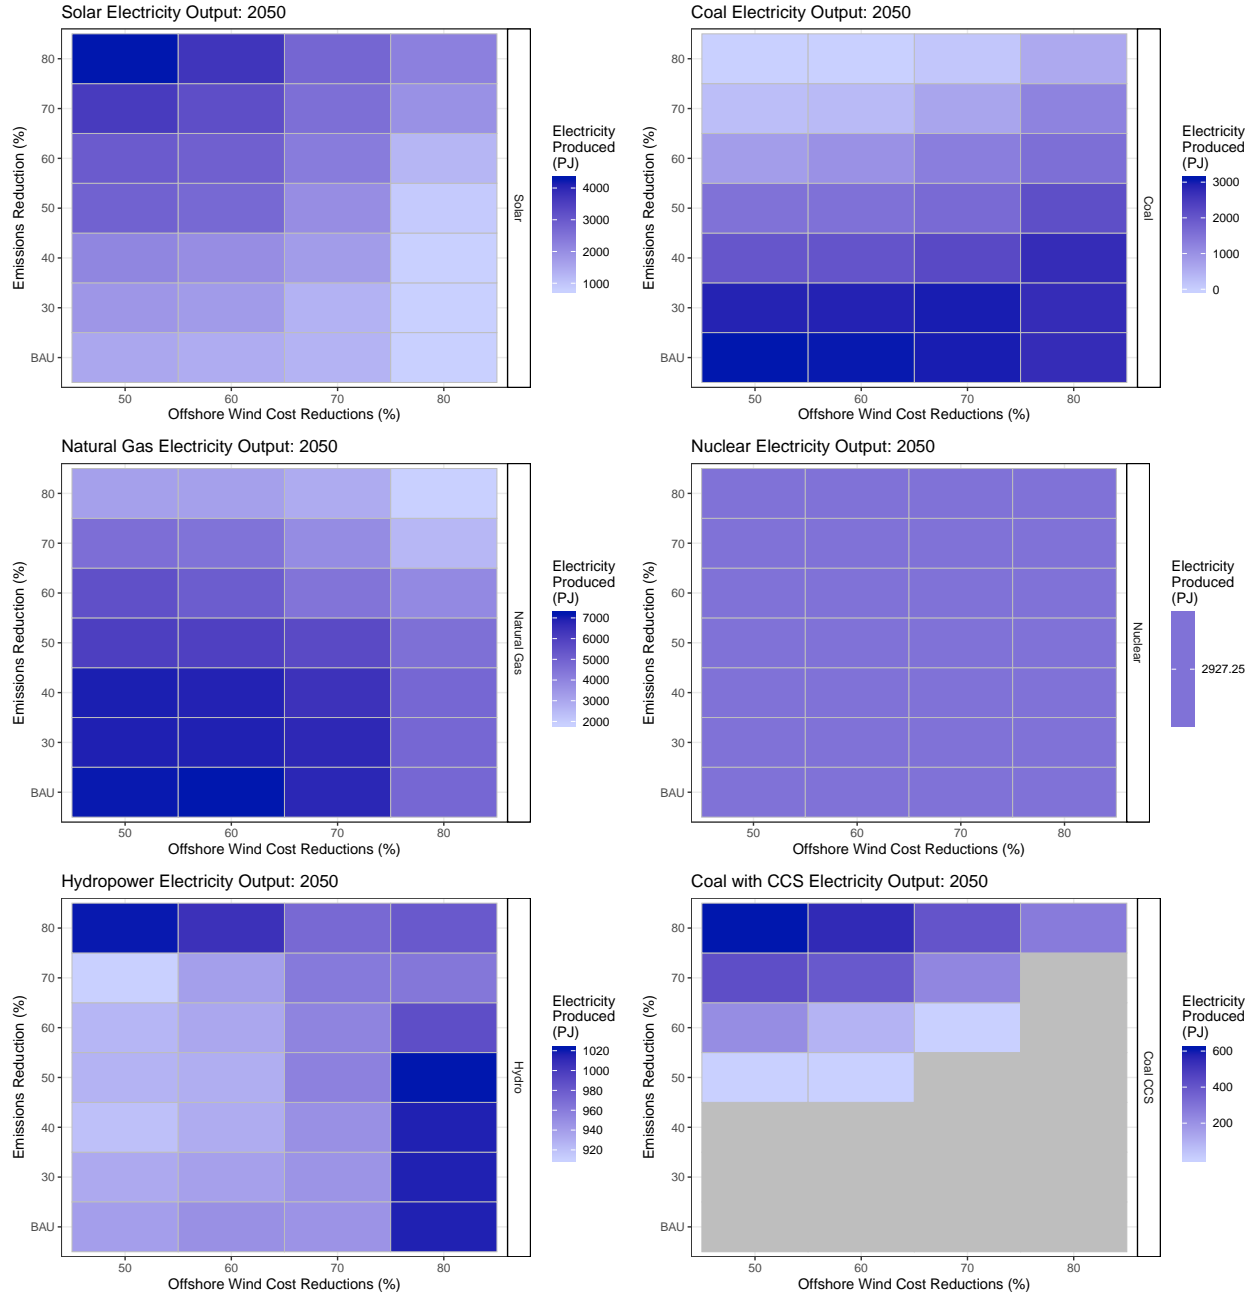 Solar Electricity Output: 2050
Emissions Reduction (%)
80
70
60
50
40
30
BAU
50
60
70
80
Offshore Wind Cost Reductions (%)
Solar
Electricity
Produced
(PJ)
4000
3000
2000
1000
Coal Electricity Output: 2050
Emissions Reduction (%)
80
70
60
50
40
30
BAU
50
60
70
80
Offshore Wind Cost Reductions (%)
Coal
Electricity
Produced
(PJ)
3000
2000
1000
0
Natural Gas Electricity Output: 2050
Emissions Reduction (%)
80
70
60
50
40
30
BAU
50
60
70
80
Offshore Wind Cost Reductions (%)
Natural Gas
Electricity
Produced
(PJ)
7000
6000
5000
4000
3000
2000
Nuclear Electricity Output: 2050
Emissions Reduction (%)
80
70
60
50
40
30
BAU
50
60
70
80
Offshore Wind Cost Reductions (%)
Nuclear
Electricity
Produced
(PJ)
2927.25
Hydropower Electricity Output: 2050
Emissions Reduction (%)
80
70
60
50
40
30
BAU
50
60
70
80
Offshore Wind Cost Reductions (%)
Hydro
Electricity
Produced
(PJ)
1020
1000
980
960
940
920
Coal with CCS Electricity Output: 2050
Emissions Reduction (%)
80
70
60
50
40
30
BAU
50
60
70
80
Offshore Wind Cost Reductions (%)
Coal CCS
Electricity
Produced
(PJ)
600
400
200